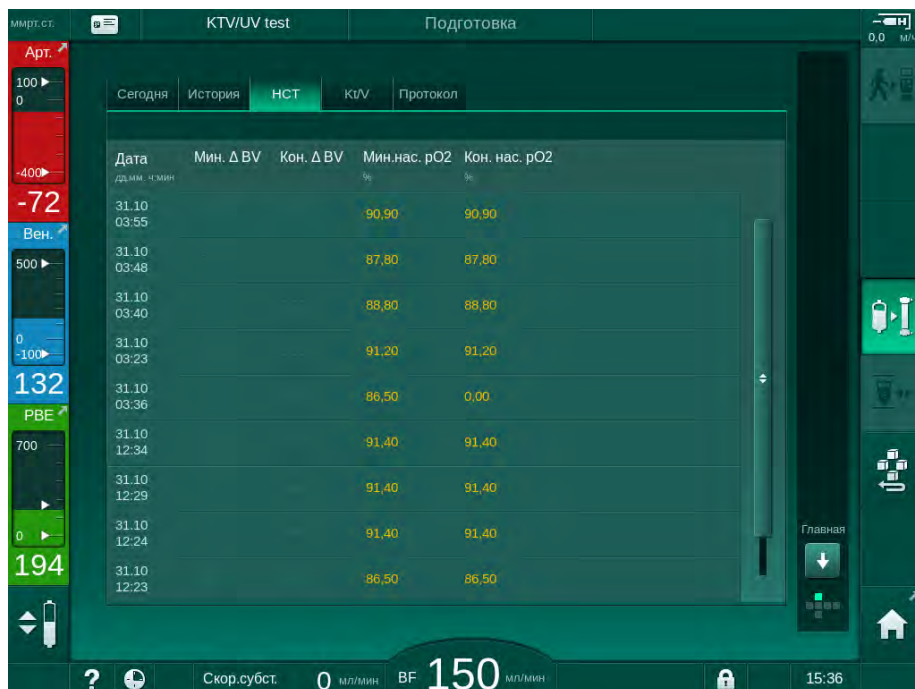 ммрт.ст.
KTV/UV test
Подготовка
0,0 м/ч
Арт.
100
0
-400
-72
Вен.
500
0
-100
132
PBE
700
0
194
Сегодня История HCT Kt/V Протокол
Дата Мин. Δ BV Кон. Δ BV Мин.нас. pO2 Кон. нас. pO2
дд.мм. ч:мин % %
31.10
03:55 90,90 90,90
31.10
03:48 87,80 87,80
31.10
03:40 88,80 88,80
31.10
03:23 91,20 91,20
31.10
03:36 86,50 0,00
31.10
12:34 91,40 91,40
31.10
12:29 91,40 91,40
31.10
12:24 91,40 91,40
31.10
12:23 86,50 86,50
Главная
? Скор.субст. 0 мл/мин BF 150 мл/мин 15:36